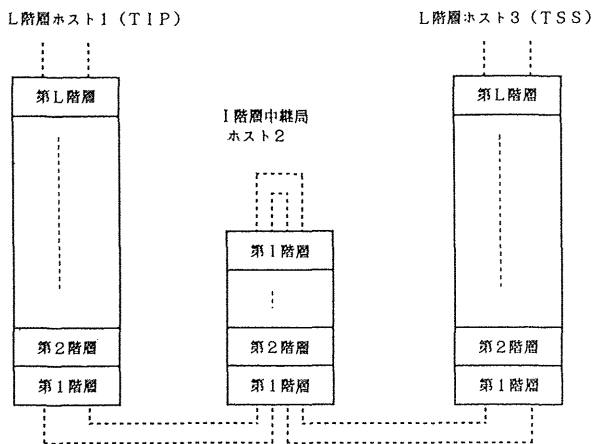 L階層ホスト1（TIP）
L階層ホスト3（TSS）
第L階層
第L階層
I階層中継局
ホスト2
第I階層
第2階層
第2階層
第2階層
第1階層
第1階層
第1階層